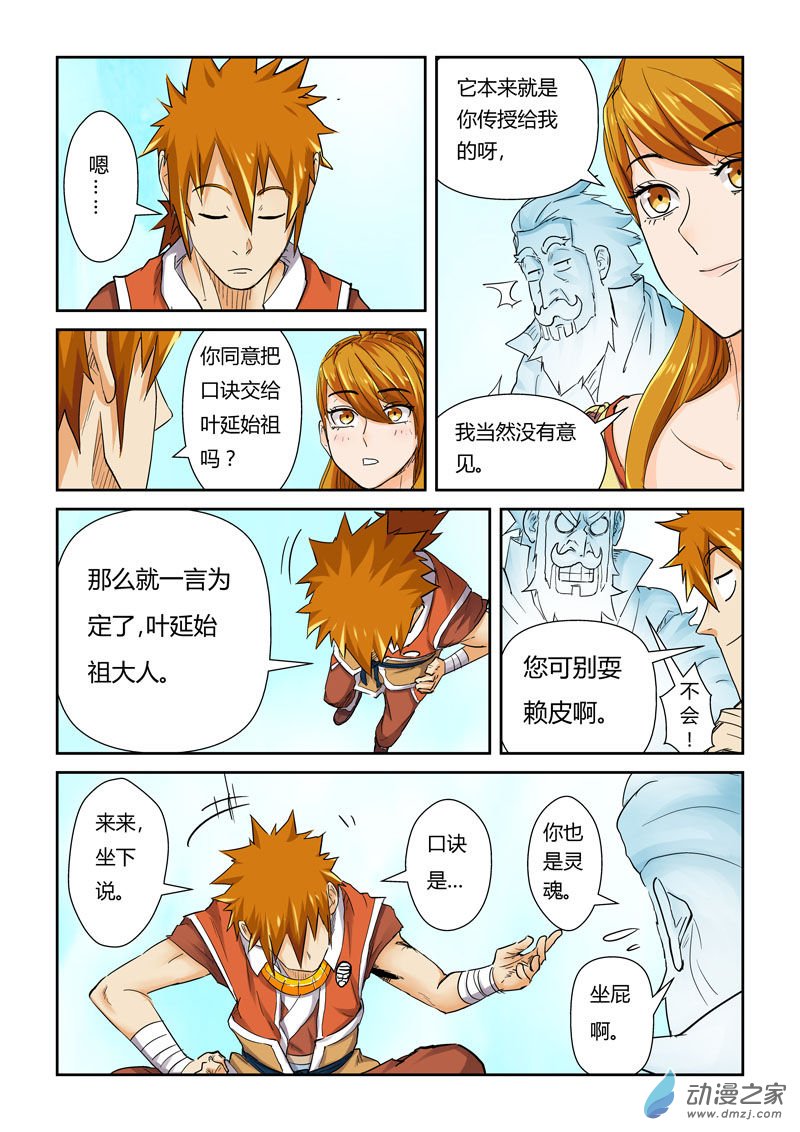 嗯
……
你同意把
口诀交给
叶延始祖
吗？
它本来就是
你传授给我
的呀，
我当然没有意
见。
那么就一言为
定了，叶延始
祖大人。
您可别耍
赖皮啊。
不会！
来来，
坐下
说。
口诀
是…
你也
是灵
魂。
坐屁
啊。
动漫之家
www.dmzj.com